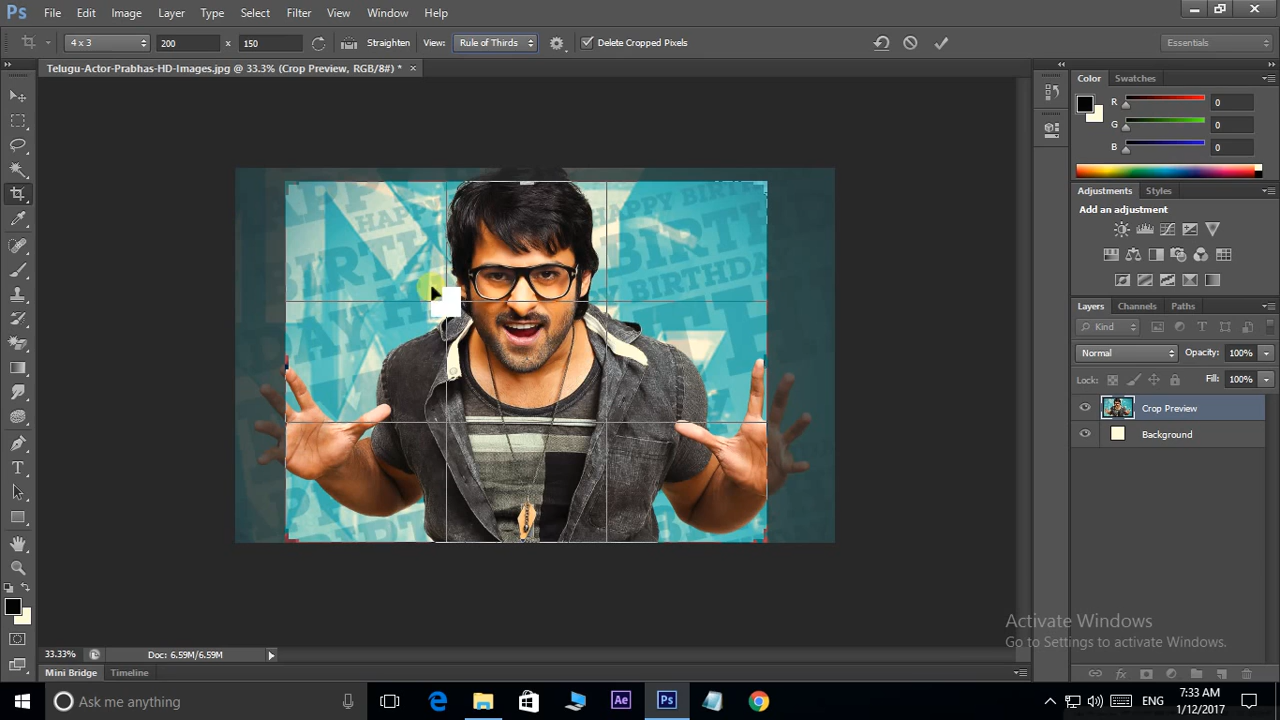 Ps File Edit Image Layer Type Select Filter View Window Help
4 x 3 200 x 150 Straighten View: Rule of Thirds Delete Cropped Pixels Essentials
Telugu-Actor-Prabhas-HD-Images.jpg @ 33.3% (Crop Preview, RGB/8#) * ×
Color Swatches
R 0
G 0
B 0
Adjustments Styles
Add an adjustment
Layers Channels Paths
Kind
Normal Opacity: 100%
Lock: Fill: 100%
Crop Preview
Background
HAPPY
BIRTHDAY
HAPPY BIRTHDAY
BIRTHDAY
Activate Windows
Go to Settings to activate Windows.
33.33% Doc: 6.59M/6.59M
Mini Bridge Timeline
Ask me anything
Ae Ps ENG 7:33 AM
1/12/2017